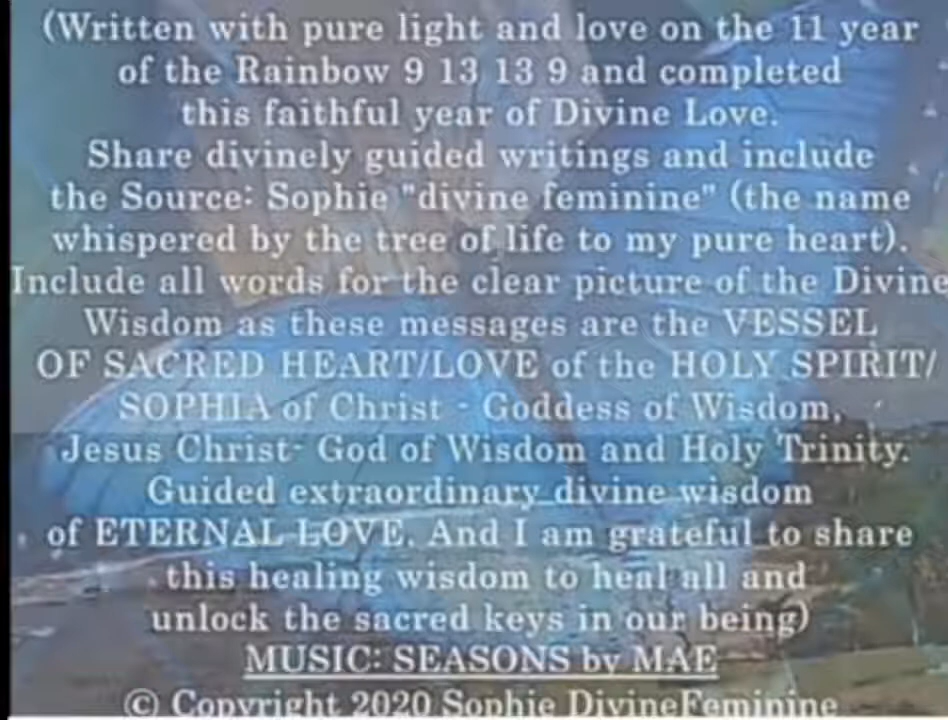 (Written with pure light and love on the 11 year
of the Rainbow 9 13 13 9 and completed
this faithful year of Divine Love.
Share divinely guided writings and include
the Source: Sophie "divine feminine" (the name
whispered by the tree of life to my pure heart).
Include all words for the clear picture of the Divine
Wisdom as these messages are the VESSEL
OF SACRED HEART/LOVE of the HOLY SPIRIT/
SOPHIA of Christ - Goddess of Wisdom,
Jesus Christ- God of Wisdom and Holy Trinity.
Guided extraordinary divine wisdom
of ETERNAL LOVE. And I am grateful to share
this healing wisdom to heal all and
unlock the sacred keys in our being)
MUSIC: SEASONS by MAE
© Copyright 2020 Sophie DivineFeminine